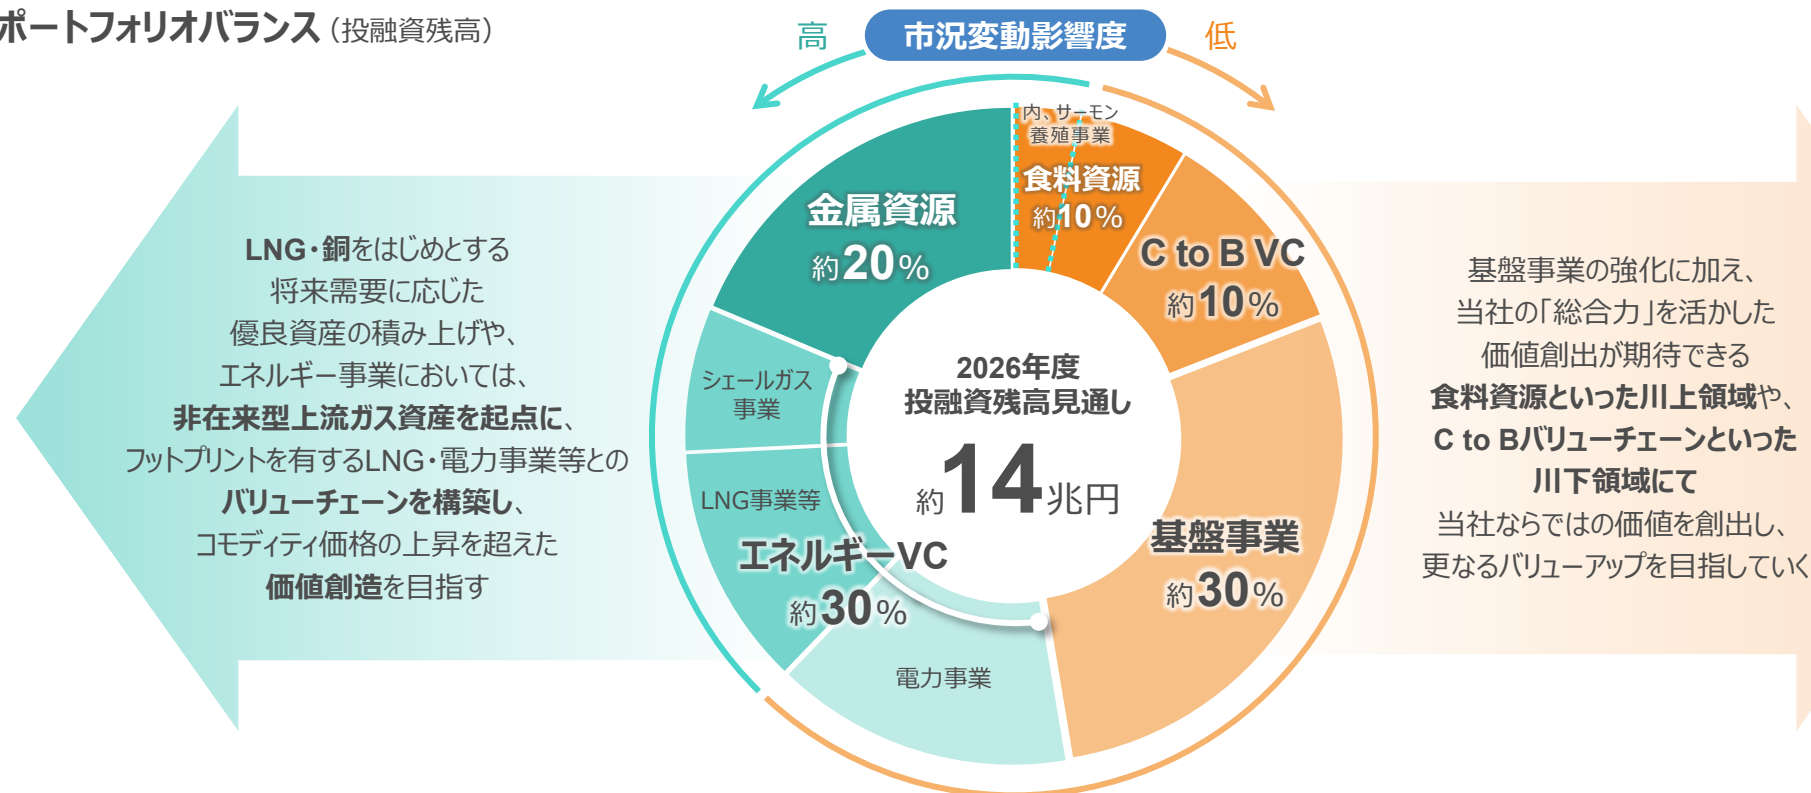 ポートフォリオバランス（投融資残高）
高
市況変動影響度
低
LNG・銅をはじめとする
将来需要に応じた
優良資産の積み上げや、
エネルギー事業においては、
非在来型上流ガス資産を起点に、
フットプリントを有するLNG・電力事業等との
バリューチェーンを構築し、
コモディティ価格の上昇を超えた
価値創造を目指す
内、サーモン
養殖事業
食料資源
約10％
金属資源
約20％
C to B VC
約10％
シェールガス
事業
LNG事業等
エネルギーVC
約30％
電力事業
基盤事業
約30％
2026年度
投融資残高見通し
約14兆円
基盤事業の強化に加え、
当社の「総合力」を活かした
価値創出が期待できる
食料資源といった川上領域や、
C to Bバリューチェーンといった
川下領域にて
当社ならではの価値を創出し、
更なるバリューアップを目指していく